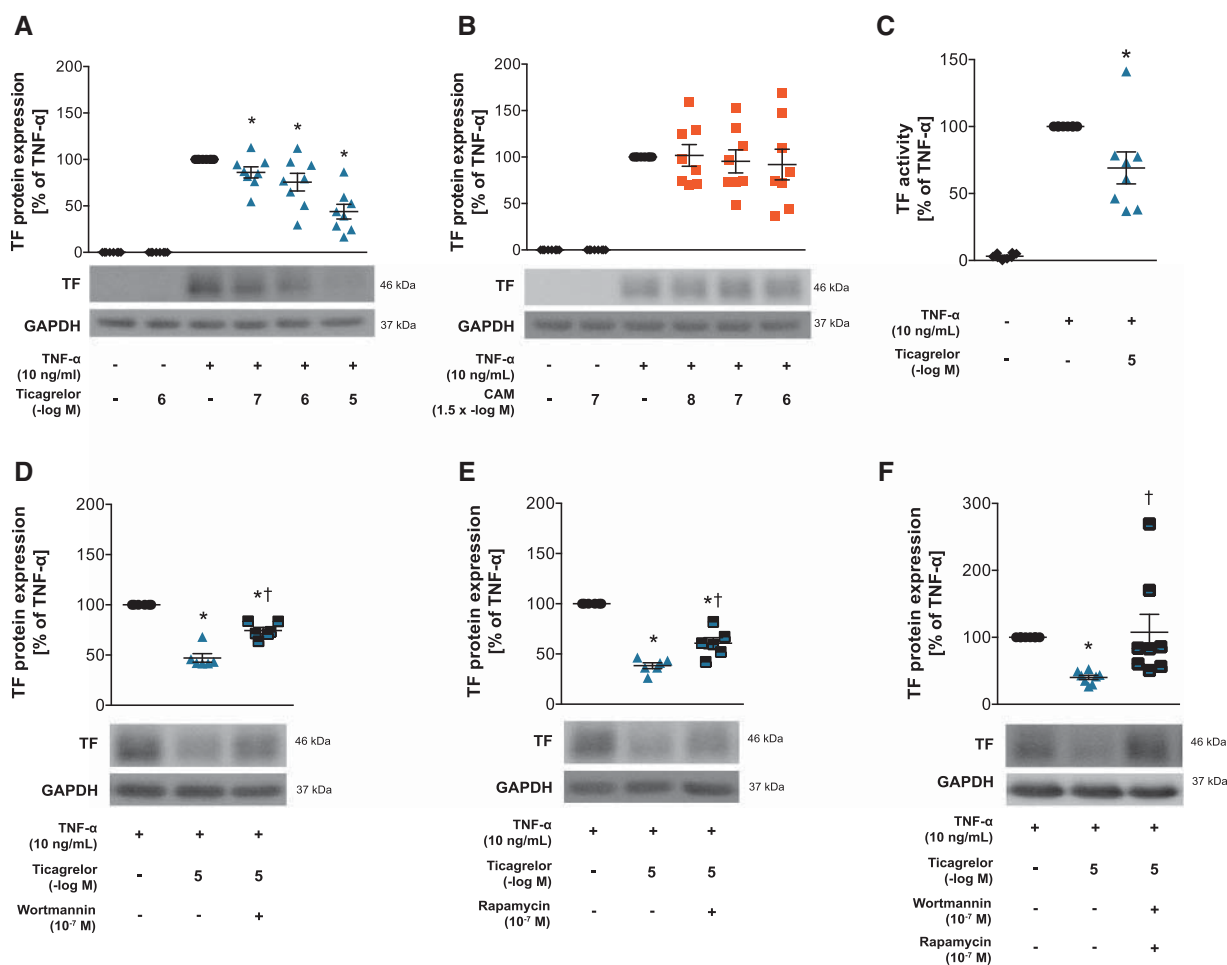 A
TF protein expression
[% of TNF-α]
200
150
100
50
0
*
*
*
TF
46 kDa
GAPDH
37 kDa
TNF-α
(10 ng/ml)
- - + + + +
Ticagrelor
(-log M)
- 6 - 7 6 5
B
TF protein expression
[% of TNF-α]
200
150
100
50
0
TF
46 kDa
GAPDH
37 kDa
TNF-α
(10 ng/mL)
- - + + + +
CAM
(1.5 x -log M)
- 7 - 8 7 6
C
TF activity
[% of TNF-α]
150
100
50
0
*
TNF-α
(10 ng/mL)
- + +
Ticagrelor
(-log M)
- - 5
D
TF protein expression
[% of TNF-α]
200
150
100
50
0
*
*†
TF
46 kDa
GAPDH
37 kDa
TNF-α
(10 ng/mL)
+ + +
Ticagrelor
(-log M)
- 5 5
Wortmannin
(10⁻⁷ M)
- - +
E
TF protein expression
[% of TNF-α]
200
150
100
50
0
*
*†
TF
46 kDa
GAPDH
37 kDa
TNF-α
(10 ng/mL)
+ + +
Ticagrelor
(-log M)
- 5 5
Rapamycin
(10⁻⁷ M)
- - +
F
TF protein expression
[% of TNF-α]
300
200
100
0
*
†
TF
46 kDa
GAPDH
37 kDa
TNF-α
(10 ng/mL)
+ + +
Ticagrelor
(-log M)
- 5 5
Wortmannin
(10⁻⁷ M)
- - +
Rapamycin
(10⁻⁷ M)
- - +